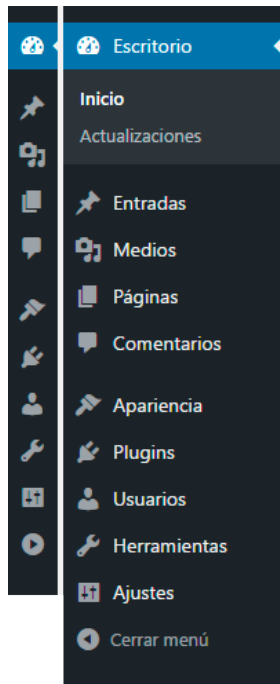 Escritorio
Inicio
Actualizaciones
Entradas
Medios
Páginas
Comentarios
Apariencia
Plugins
Usuarios
Herramientas
Ajustes
Cerrar menú